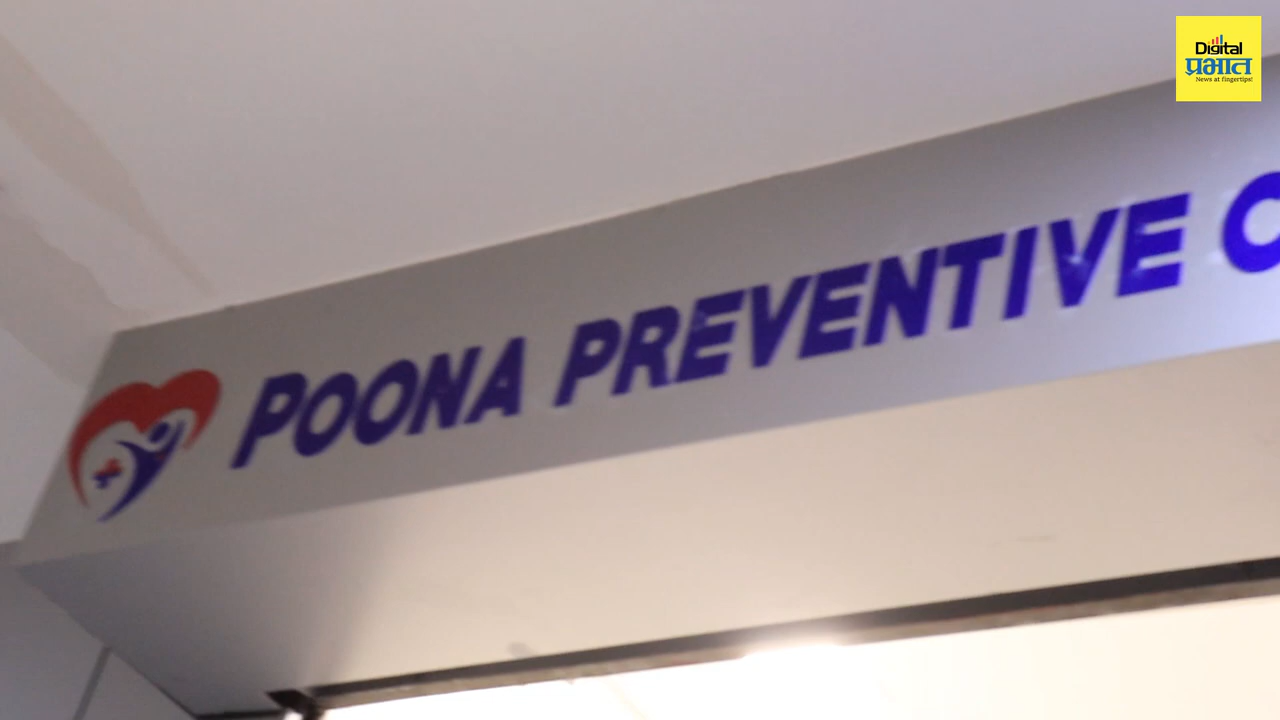 Digital
प्रभात
News at fingertips!
POONA PREVENTIVE C